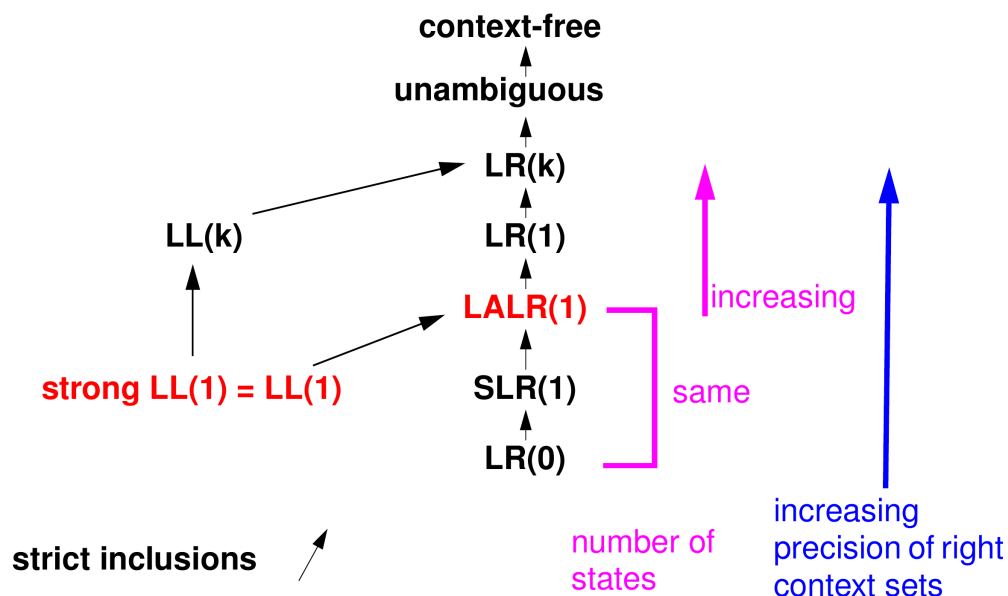 context-free
unambiguous
LR(k)
LL(k)
LR(1)
increasing
LALR(1)
strong LL(1) = LL(1)
SLR(1)
same
LR(0)
strict inclusions
number of
states
increasing
precision of right
context sets